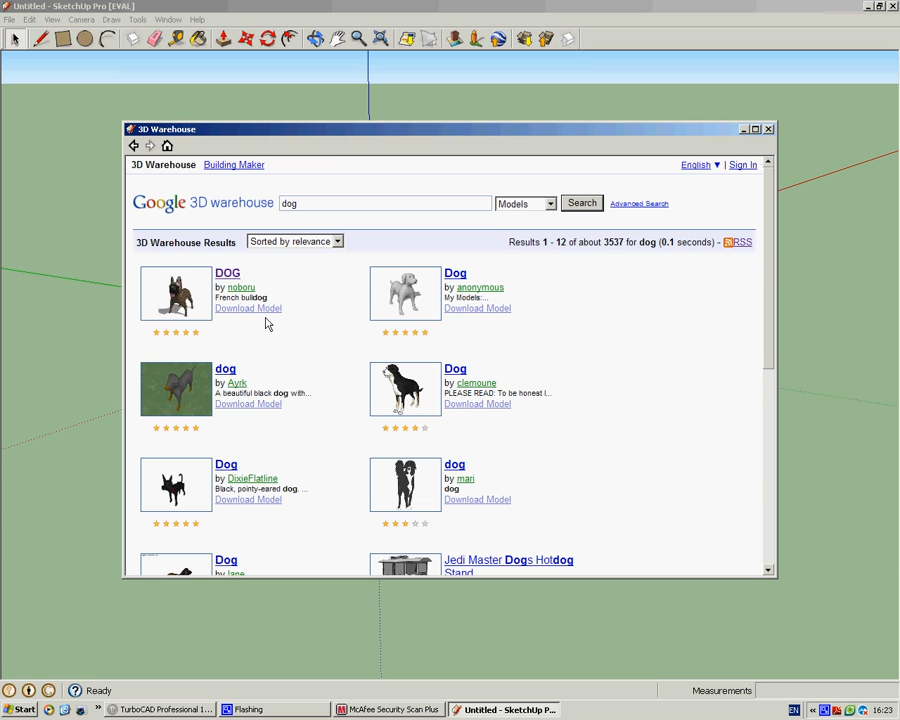 Untitled - SketchUp Pro [EVAL]
File Edit View Camera Draw Tools Window Help
3D Warehouse
3D Warehouse Building Maker English ▼ | Sign In
Google 3D warehouse dog Models Search Advanced Search
3D Warehouse Results Sorted by relevance Results 1 - 12 of about 3537 for dog (0.1 seconds) - RSS
DOG
by noboru
French bulldog
Download Model
Dog
by anonymous
My Models:...
Download Model
dog
by Ayrk
A beautiful black dog with...
Download Model
Dog
by clemoune
PLEASE READ: To be honest I...
Download Model
Dog
by DixieFlatline
Black, pointy-eared dog. ...
Download Model
dog
by mari
dog
Download Model
Dog
by lane
Jedi Master Dogs Hotdog
Stand
Ready Measurements
Start » TurboCAD Professional 1... Flashing McAfee Security Scan Plus Untitled - SketchUp P... EN « 16:23